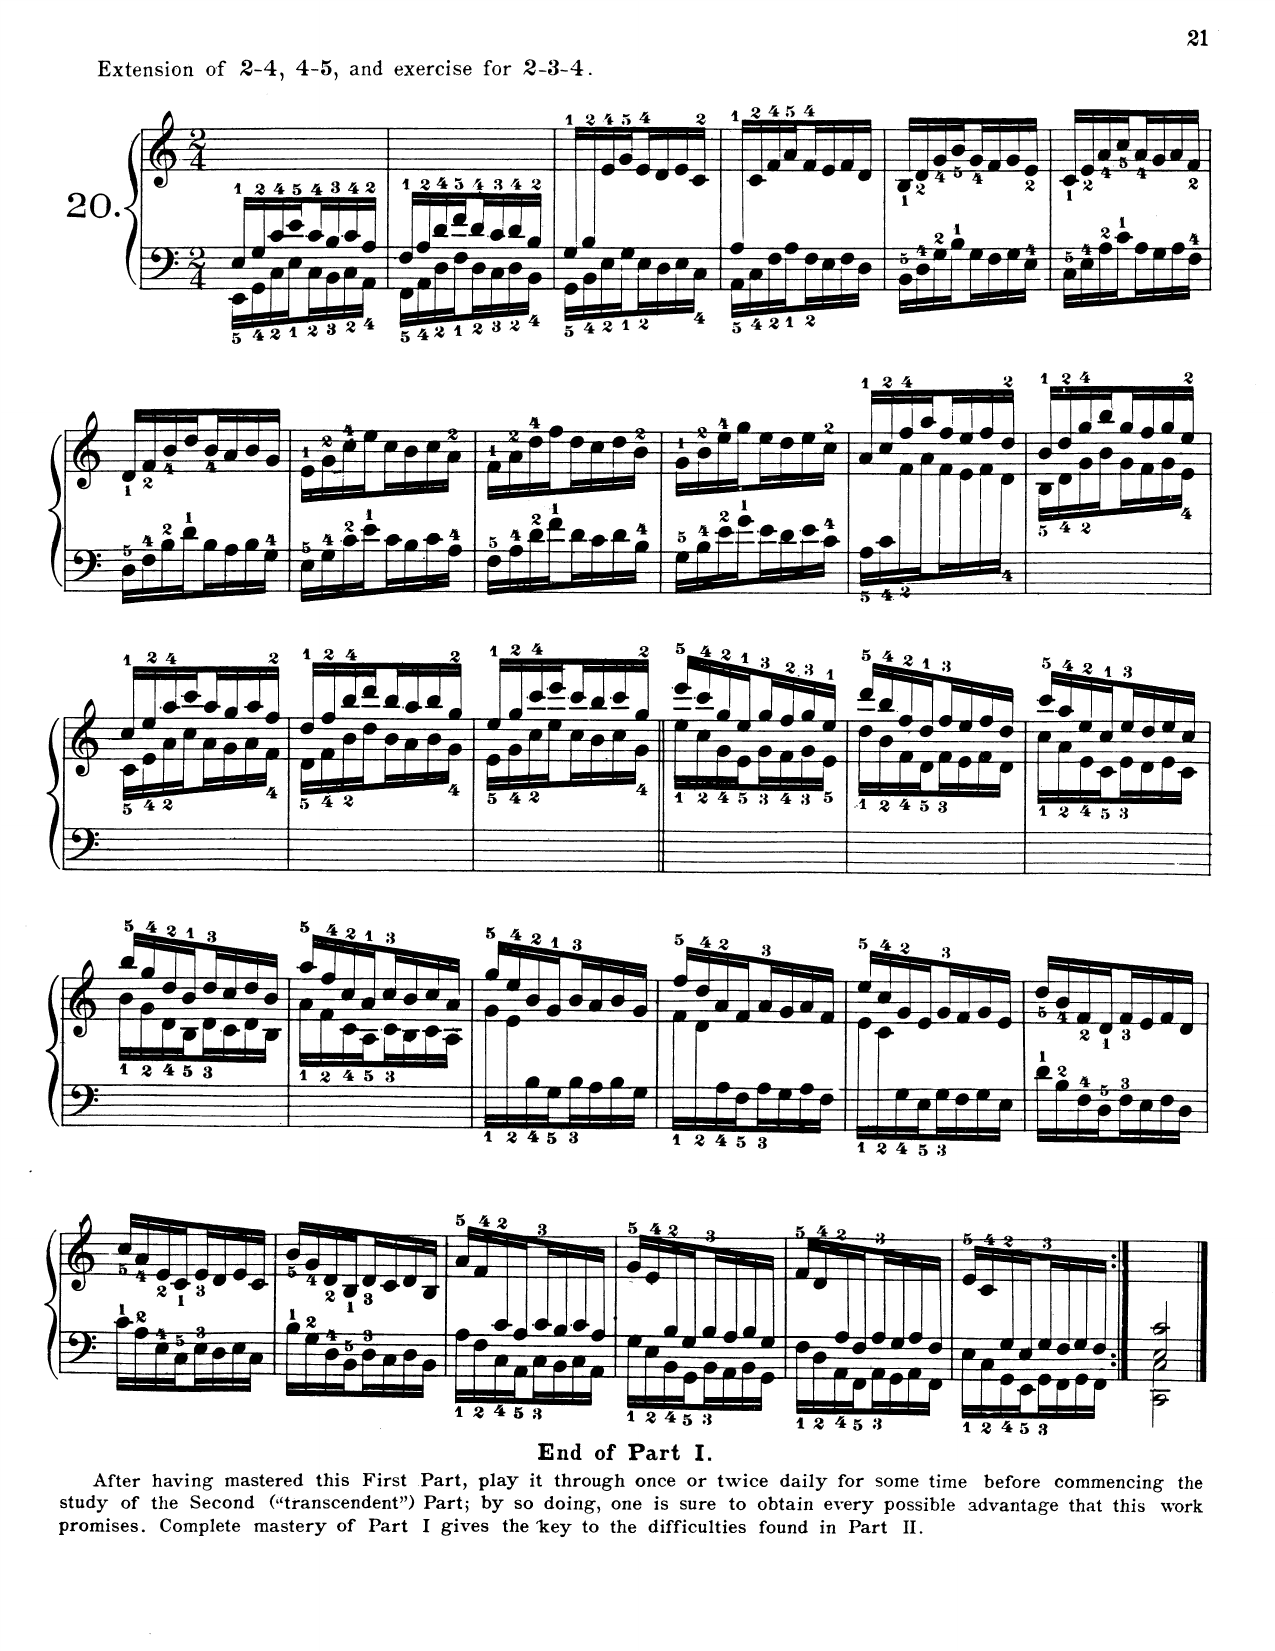 21
Extension of 2-4, 4-5, and exercise for 2-3-4.
20.
End of Part I.
After having mastered this First Part, play it through once or twice daily for some time before commencing the
study of the Second (“transcendent”) Part; by so doing, one is sure to obtain every possible advantage that this work
promises. Complete mastery of Part I gives the key to the difficulties found in Part II.